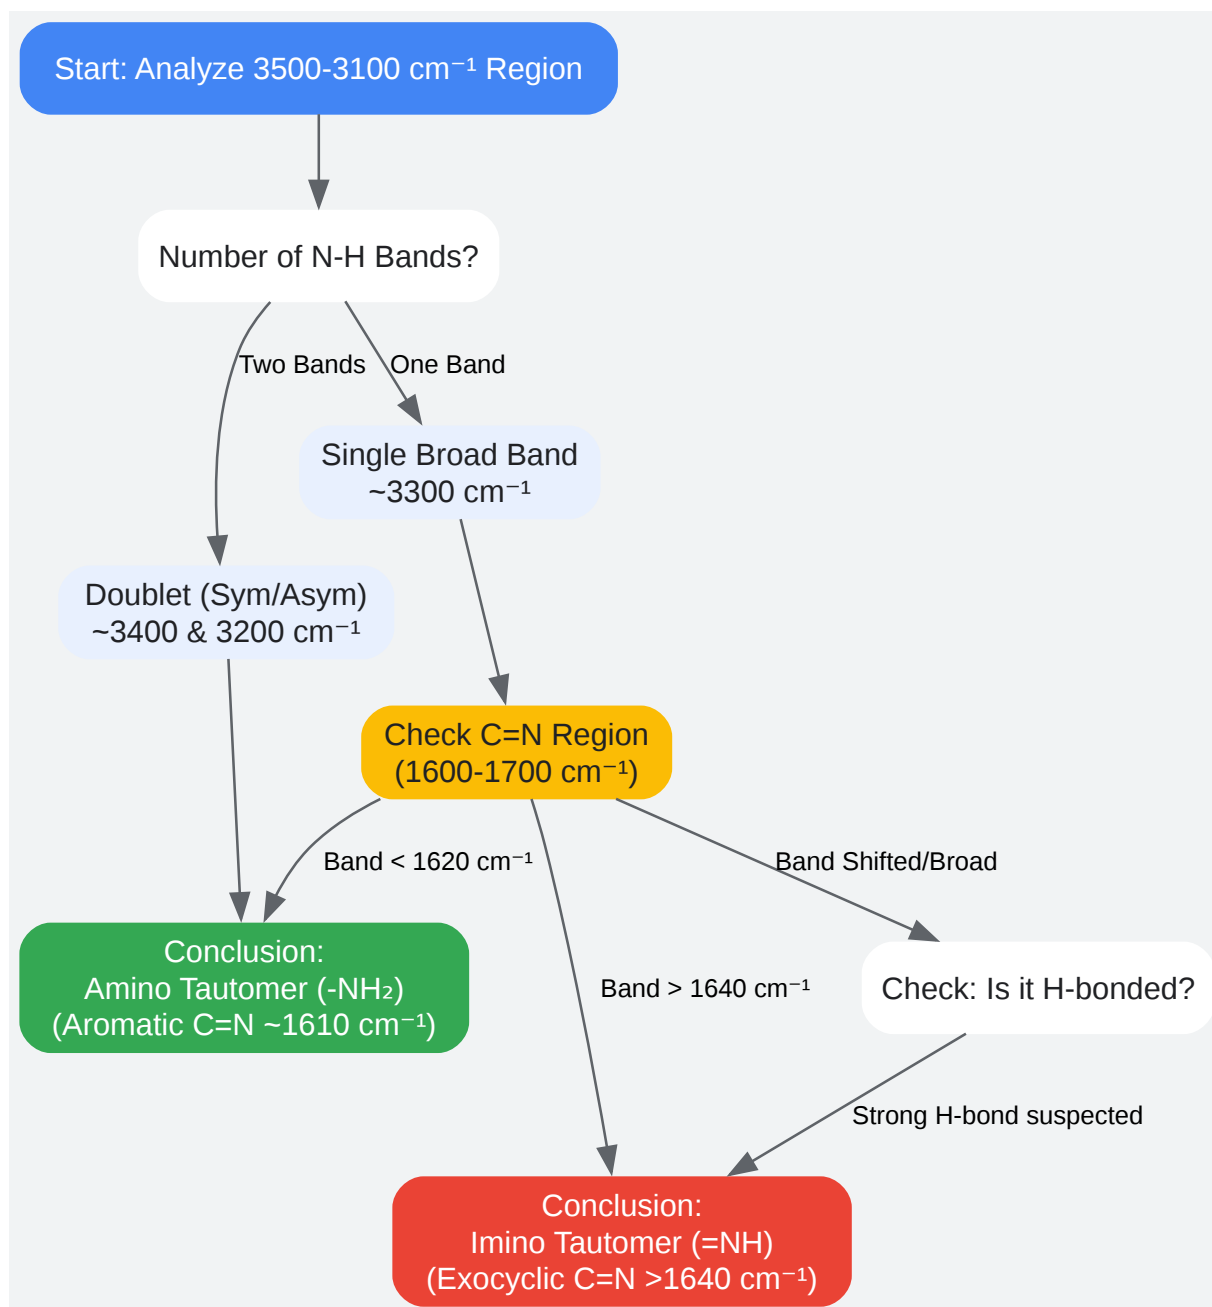 Start: Analyze 3500-3100 cm⁻¹ Region
Number of N-H Bands?
Two Bands
One Band
Single Broad Band
~3300 cm⁻¹
Doublet (Sym/Asym)
~3400 & 3200 cm⁻¹
Check C=N Region
(1600-1700 cm⁻¹)
Band < 1620 cm⁻¹
Band Shifted/Broad
Conclusion:
Amino Tautomer (-NH₂)
(Aromatic C=N ~1610 cm⁻¹)
Band > 1640 cm⁻¹
Check: Is it H-bonded?
Strong H-bond suspected
Conclusion:
Imino Tautomer (=NH)
(Exocyclic C=N >1640 cm⁻¹)